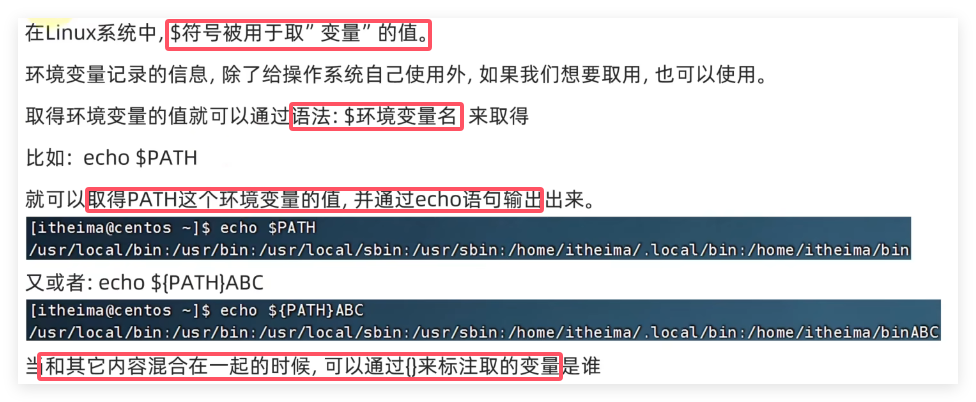 在Linux系统中, $符号被用于取”变量”的值。
环境变量记录的信息, 除了给操作系统自己使用外, 如果我们想要取用, 也可以使用。
取得环境变量的值就可以通过语法: $环境变量名 来取得
比如: echo $PATH
就可以取得PATH这个环境变量的值, 并通过echo语句输出出来。
[itheima@centos ~]$ echo $PATH
/usr/local/bin:/usr/bin:/usr/local/sbin:/usr/sbin:/home/itheima/.local/bin:/home/itheima/bin
又或者: echo ${PATH}ABC
[itheima@centos ~]$ echo ${PATH}ABC
/usr/local/bin:/usr/bin:/usr/local/sbin:/usr/sbin:/home/itheima/.local/bin:/home/itheima/binABC
当和其它内容混合在一起的时候, 可以通过{}来标注取的变量是谁